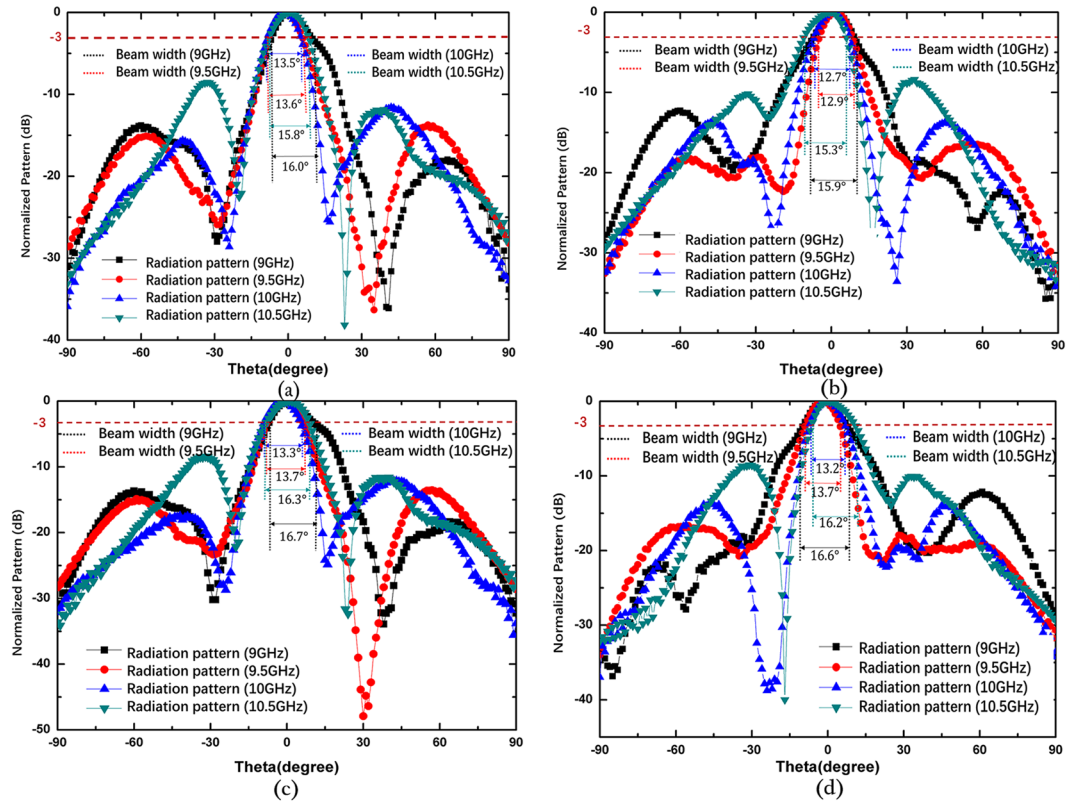 0
-3
Beam width (9GHz)
Beam width (9.5GHz)
Beam width (10GHz)
Beam width (10.5GHz)
13.5°
13.6°
15.8°
16.0°
-10
-20
-30
-40
Normalized Pattern (dB)
Radiation pattern (9GHz)
Radiation pattern (9.5GHz)
Radiation pattern (10GHz)
Radiation pattern (10.5GHz)
-90 -60 -30 0 30 60 90
Theta(degree)
(a)
0
-3
Beam width (9GHz)
Beam width (9.5GHz)
Beam width (10GHz)
Beam width (10.5GHz)
12.7°
12.9°
15.3°
15.9°
-10
-20
-30
-40
Normalized Pattern (dB)
Radiation pattern (9GHz)
Radiation pattern (9.5GHz)
Radiation pattern (10GHz)
Radiation pattern (10.5GHz)
-90 -60 -30 0 30 60 90
Theta(degree)
(b)
0
-3
Beam width (9GHz)
Beam width (9.5GHz)
Beam width (10GHz)
Beam width (10.5GHz)
13.3°
13.7°
16.3°
16.7°
-10
-20
-30
-40
-50
Normalized Pattern (dB)
Radiation pattern (9GHz)
Radiation pattern (9.5GHz)
Radiation pattern (10GHz)
Radiation pattern (10.5GHz)
-90 -60 -30 0 30 60 90
Theta(degree)
(c)
0
-3
Beam width (9GHz)
Beam width (9.5GHz)
Beam width (10GHz)
Beam width (10.5GHz)
13.2°
13.7°
16.2°
16.6°
-10
-20
-30
-40
Normalized Pattern (dB)
Radiation pattern (9GHz)
Radiation pattern (9.5GHz)
Radiation pattern (10GHz)
Radiation pattern (10.5GHz)
-90 -60 -30 0 30 60 90
Theta(degree)
(d)